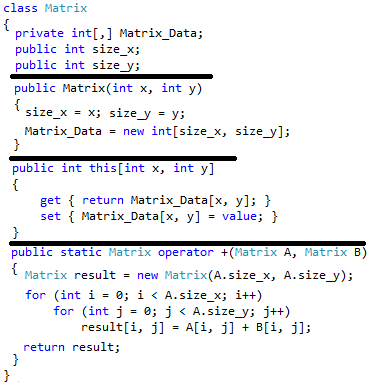 class Matrix
{
private int[,] Matrix_Data;
public int size_x;
public int size_y;
public Matrix(int x, int y)
{
size_x = x; size_y = y;
Matrix_Data = new int[size_x, size_y];
}
public int this[int x, int y]
{
get { return Matrix_Data[x, y]; }
set { Matrix_Data[x, y] = value; }
}
public static Matrix operator +(Matrix A, Matrix B)
{
Matrix result = new Matrix(A.size_x, A.size_y);
for (int i = 0; i < A.size_x; i++)
for (int j = 0; j < A.size_y; j++)
result[i, j] = A[i, j] + B[i, j];
return result;
}
}